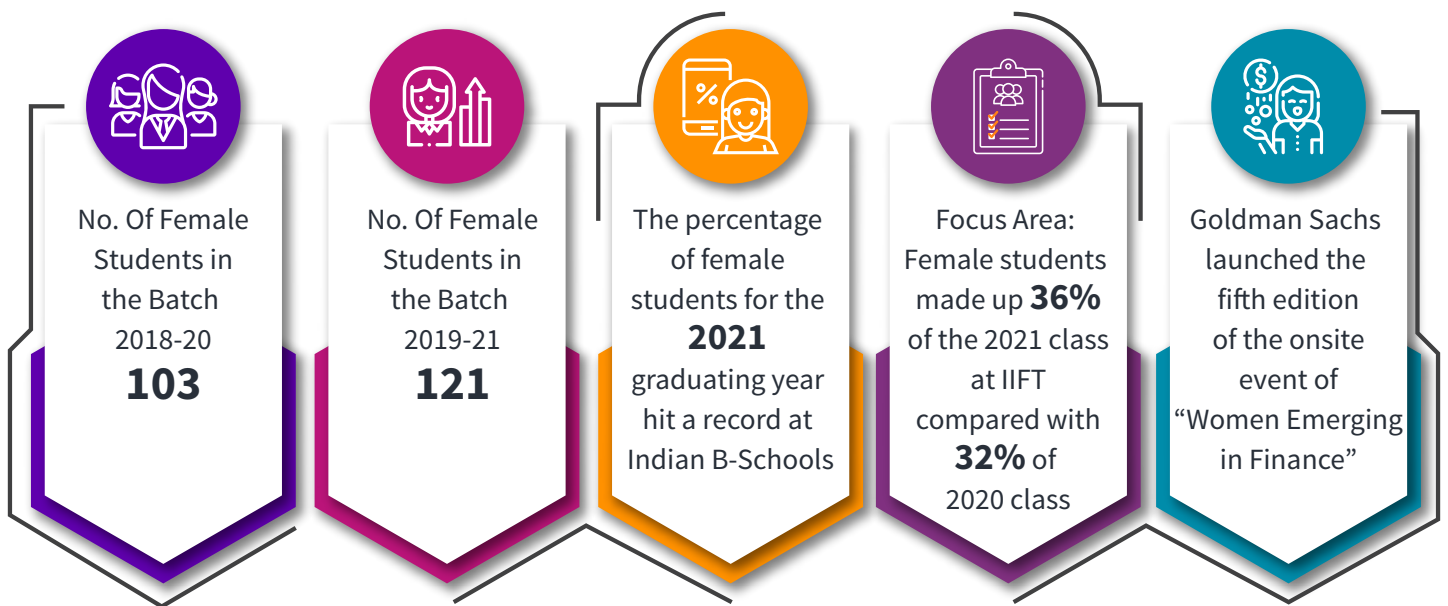 No. Of Female
Students in
the Batch
2018-20
103
No. Of Female
Students in
the Batch
2019-21
121
The percentage
of female
students for the
2021
graduating year
hit a record at
Indian B-Schools
Focus Area:
Female students
made up 36%
of the 2021 class
at IIFT
compared with
32% of
2020 class
Goldman Sachs
launched the
fifth edition
of the onsite
event of
“Women Emerging
in Finance”